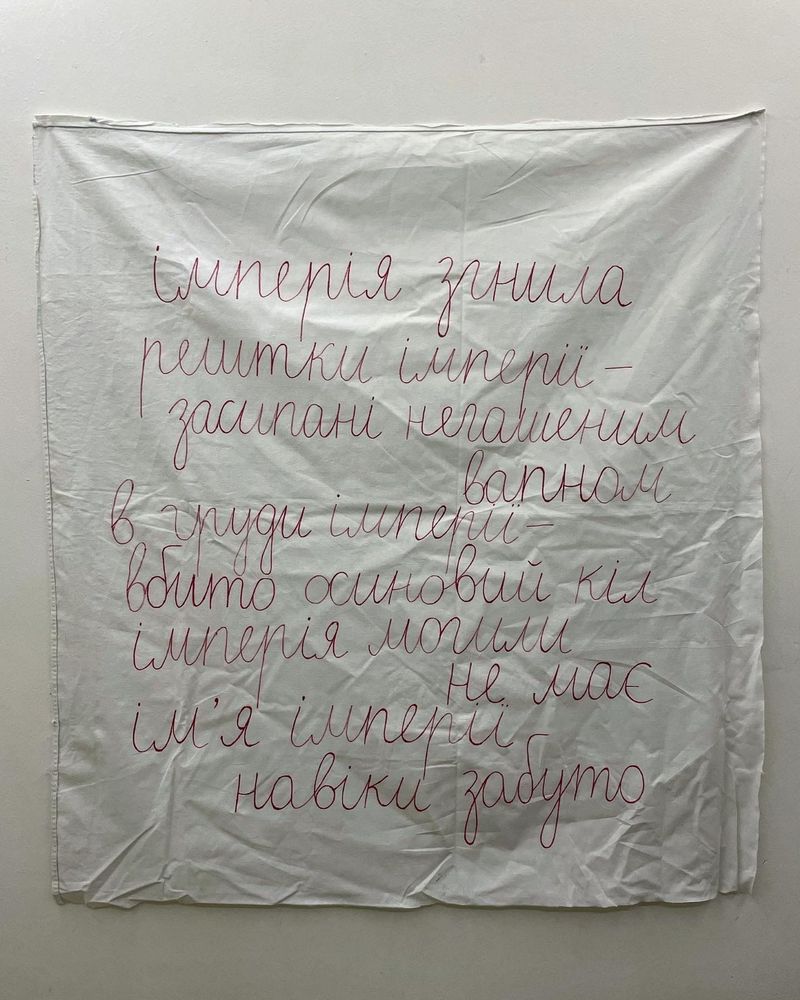 імперія згнила
рештки імперії –
засипані негашеним
вапном
в груди імперії –
вбито осиновий кіл
імперія могили
не має
ім'я імперії
навіки забуто